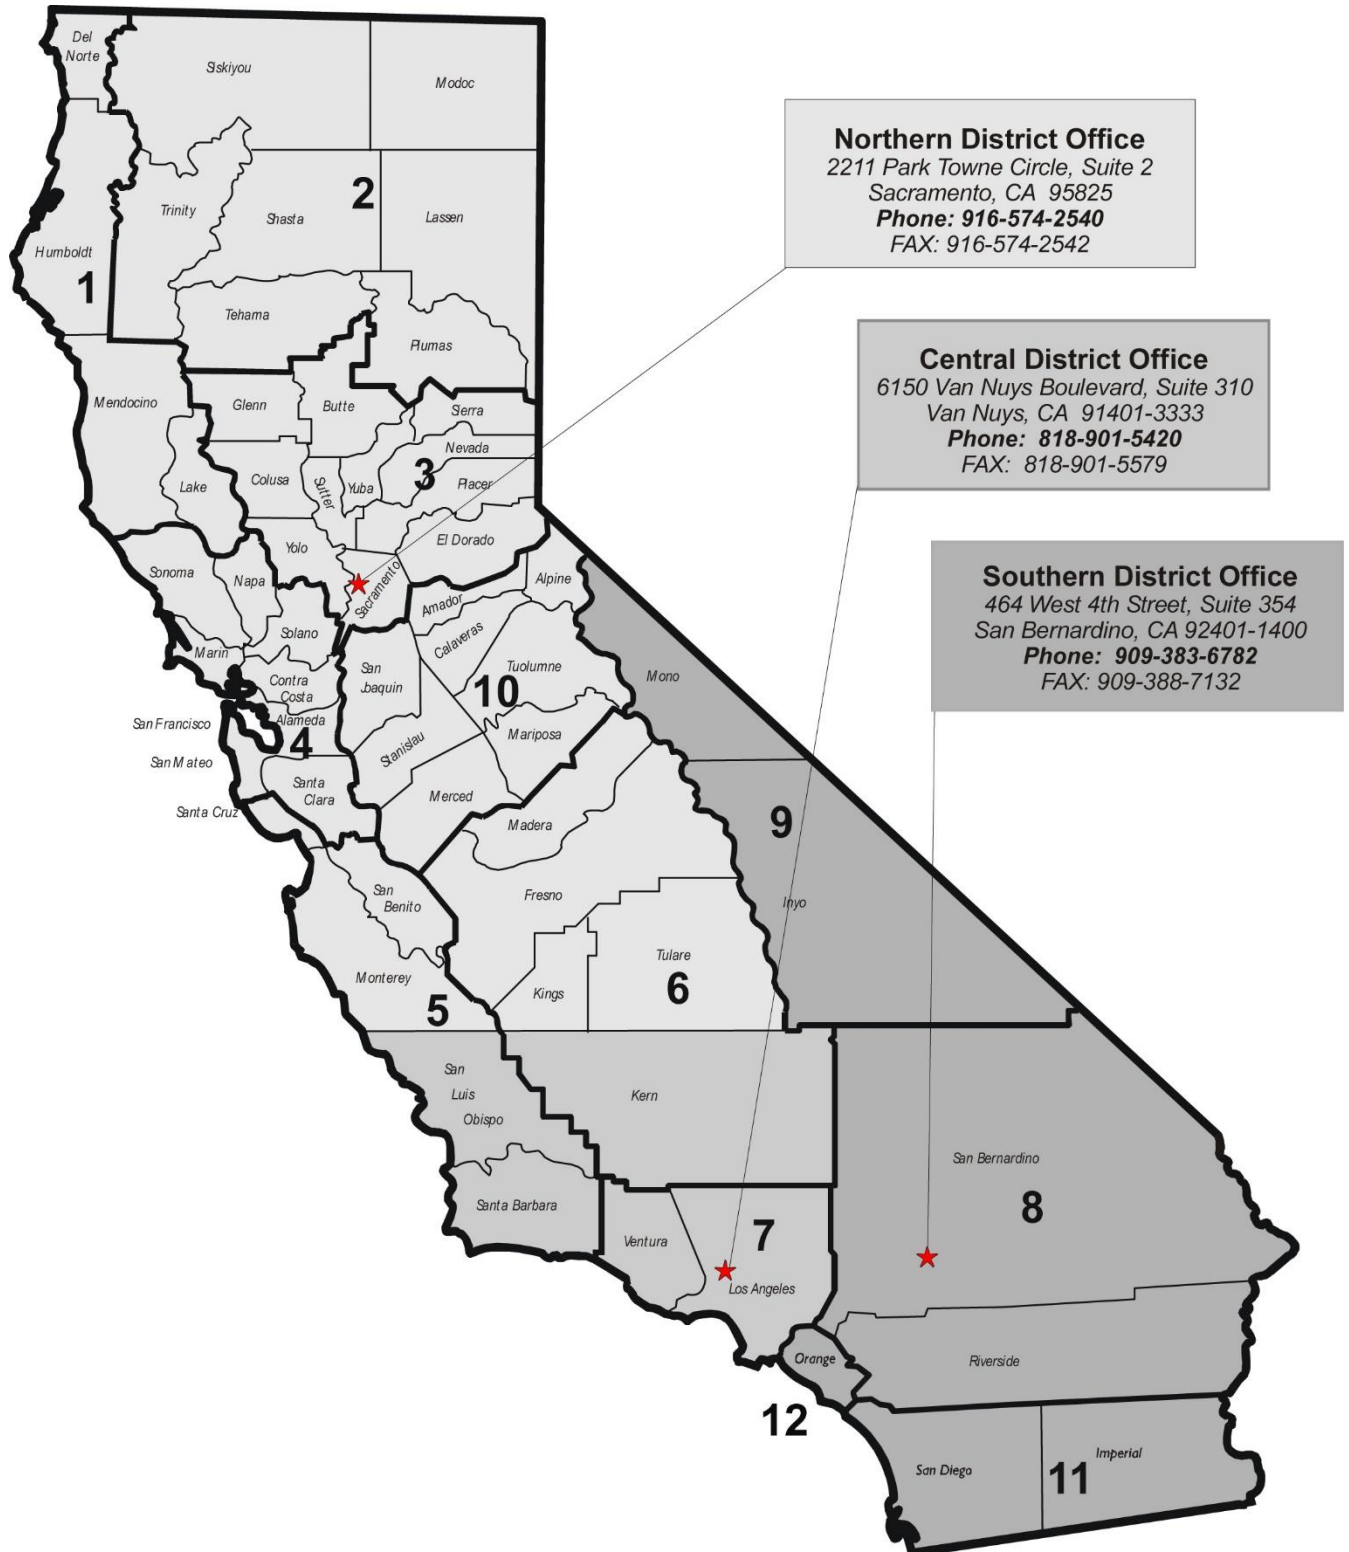 Del
Norte
Siskiyou
Modoc
Northern District Office
2211 Park Towne Circle, Suite 2
Sacramento, CA 95825
Phone: 916-574-2540
FAX: 916-574-2542
2
Trinity
Shasta
Lassen
Humboldt
1
Tehama
Plumas
Central District Office
6150 Van Nuys Boulevard, Suite 310
Van Nuys, CA 91401-3333
Phone: 818-901-5420
FAX: 818-901-5579
Mendocino
Glenn
Butte
Sierra
Nevada
3
Lake
Colusa
Sutter
Yuba
Placer
Yolo
El Dorado
Sonoma
Napa
Sacramento
Amador
Alpine
Southern District Office
464 West 4th Street, Suite 354
San Bernardino, CA 92401-1400
Phone: 909-383-6782
FAX: 909-388-7132
Solano
Calaveras
Marin
Contra
Costa
San
Joaquin
Tuolumne
10
Mono
San Francisco
Alameda
4
Stanislau
Mariposa
San Mateo
Santa
Clara
Merced
Santa Cruz
Madera
9
San
Benito
Fresno
Inyo
Monterey
5
Kings
Tulare
6
San
Luis
Obispo
Kern
San Bernardino
8
Santa Barbara
Ventura
7
Los Angeles
Orange
Riverside
12
San Diego
11
Imperial